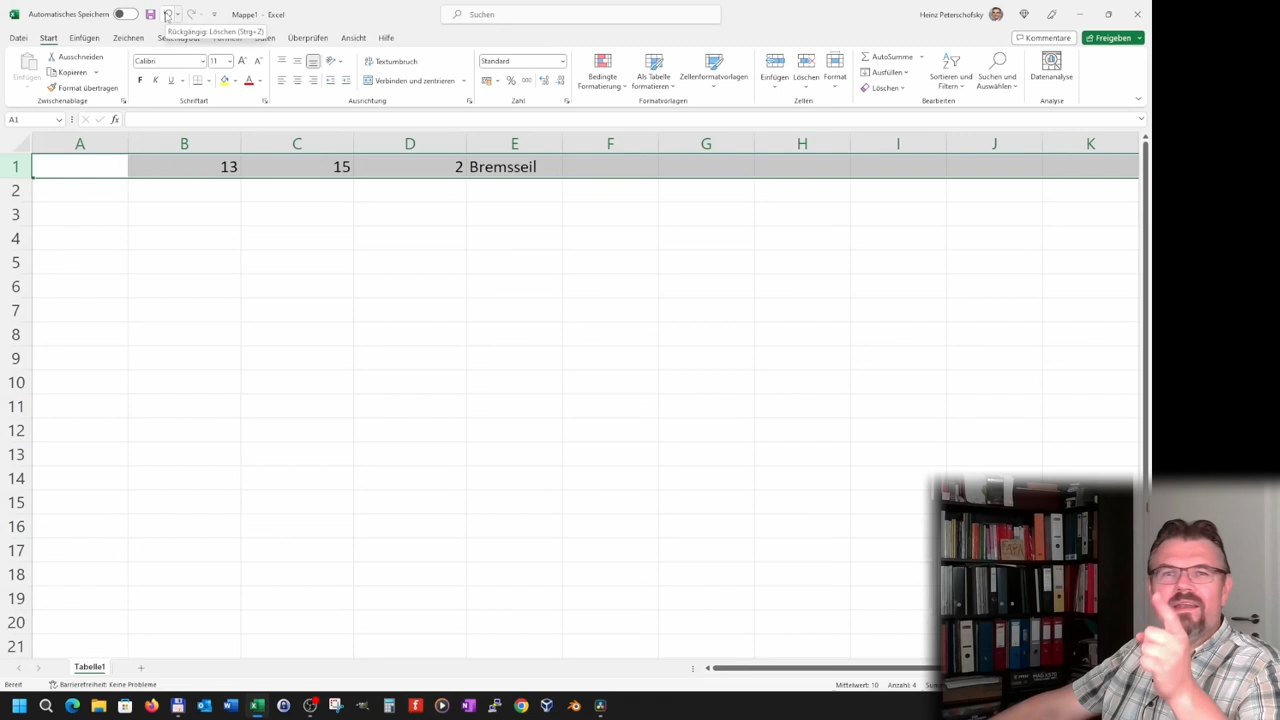 Automatisches Speichern
Mappe1 - Excel
Suchen
Heinz Peterschofsky
Rückgängig: Löschen (Strg+Z)
Datei
Start
Einfügen
Zeichnen
Daten
Überprüfen
Ansicht
Hilfe
Kommentare
Freigeben
Einfügen
Ausschneiden
Kopieren
Format übertragen
Zwischenablage
Calibri
11
F
K
U
A
Schriftart
Textumbruch
Verbinden und zentrieren
Ausrichtung
Standard
%
Zahl
Bedingte
Formatierung
Als Tabelle
formatieren
Zellenformatvorlagen
Formatvorlagen
Einfügen
Löschen
Format
Zellen
AutoSumme
Ausfüllen
Löschen
Sortieren und
Filtern
Suchen und
Auswählen
Bearbeiten
Datenanalyse
Analyse
A1
fx
A B C D E F G H I J K
1 13 15 2 Bremsseil
2
3
4
5
6
7
8
9
10
11
12
13
14
15
16
17
18
19
20
21
Tabelle1
Bereit
Barrierefreiheit: Keine Probleme
Mittelwert: 10
Anzahl: 4